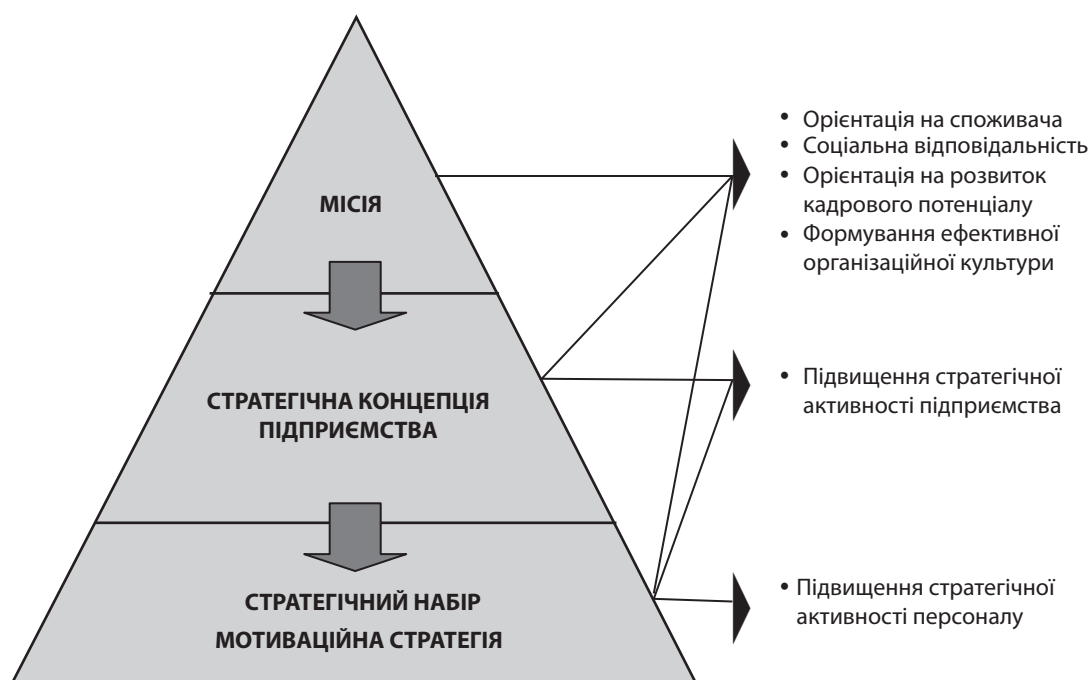 МІСІЯ
СТРАТЕГІЧНА КОНЦЕПЦІЯ
ПІДПРИЄМСТВА
СТРАТЕГІЧНИЙ НАБІР
МОТИВАЦІЙНА СТРАТЕГІЯ
• Орієнтація на споживача
• Соціальна відповідальність
• Орієнтація на розвиток
кадрового потенціалу
• Формування ефективної
організаційної культури
• Підвищення стратегічної
активності підприємства
• Підвищення стратегічної
активності персоналу